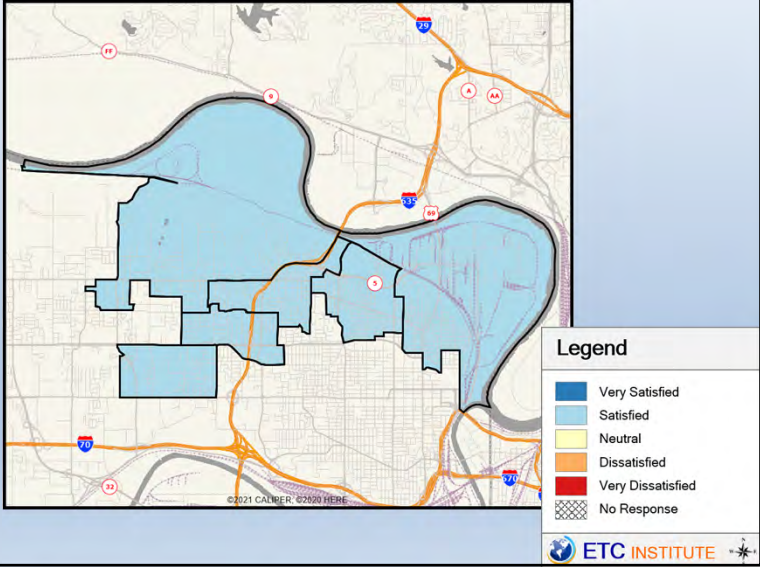 29
FF
9
A
AA
635
69
5
Legend
Very Satisfied
Satisfied
Neutral
Dissatisfied
Very Dissatisfied
No Response
70
670
32
©2021 CALIPER; ©2020 HERE
ETC INSTITUTE